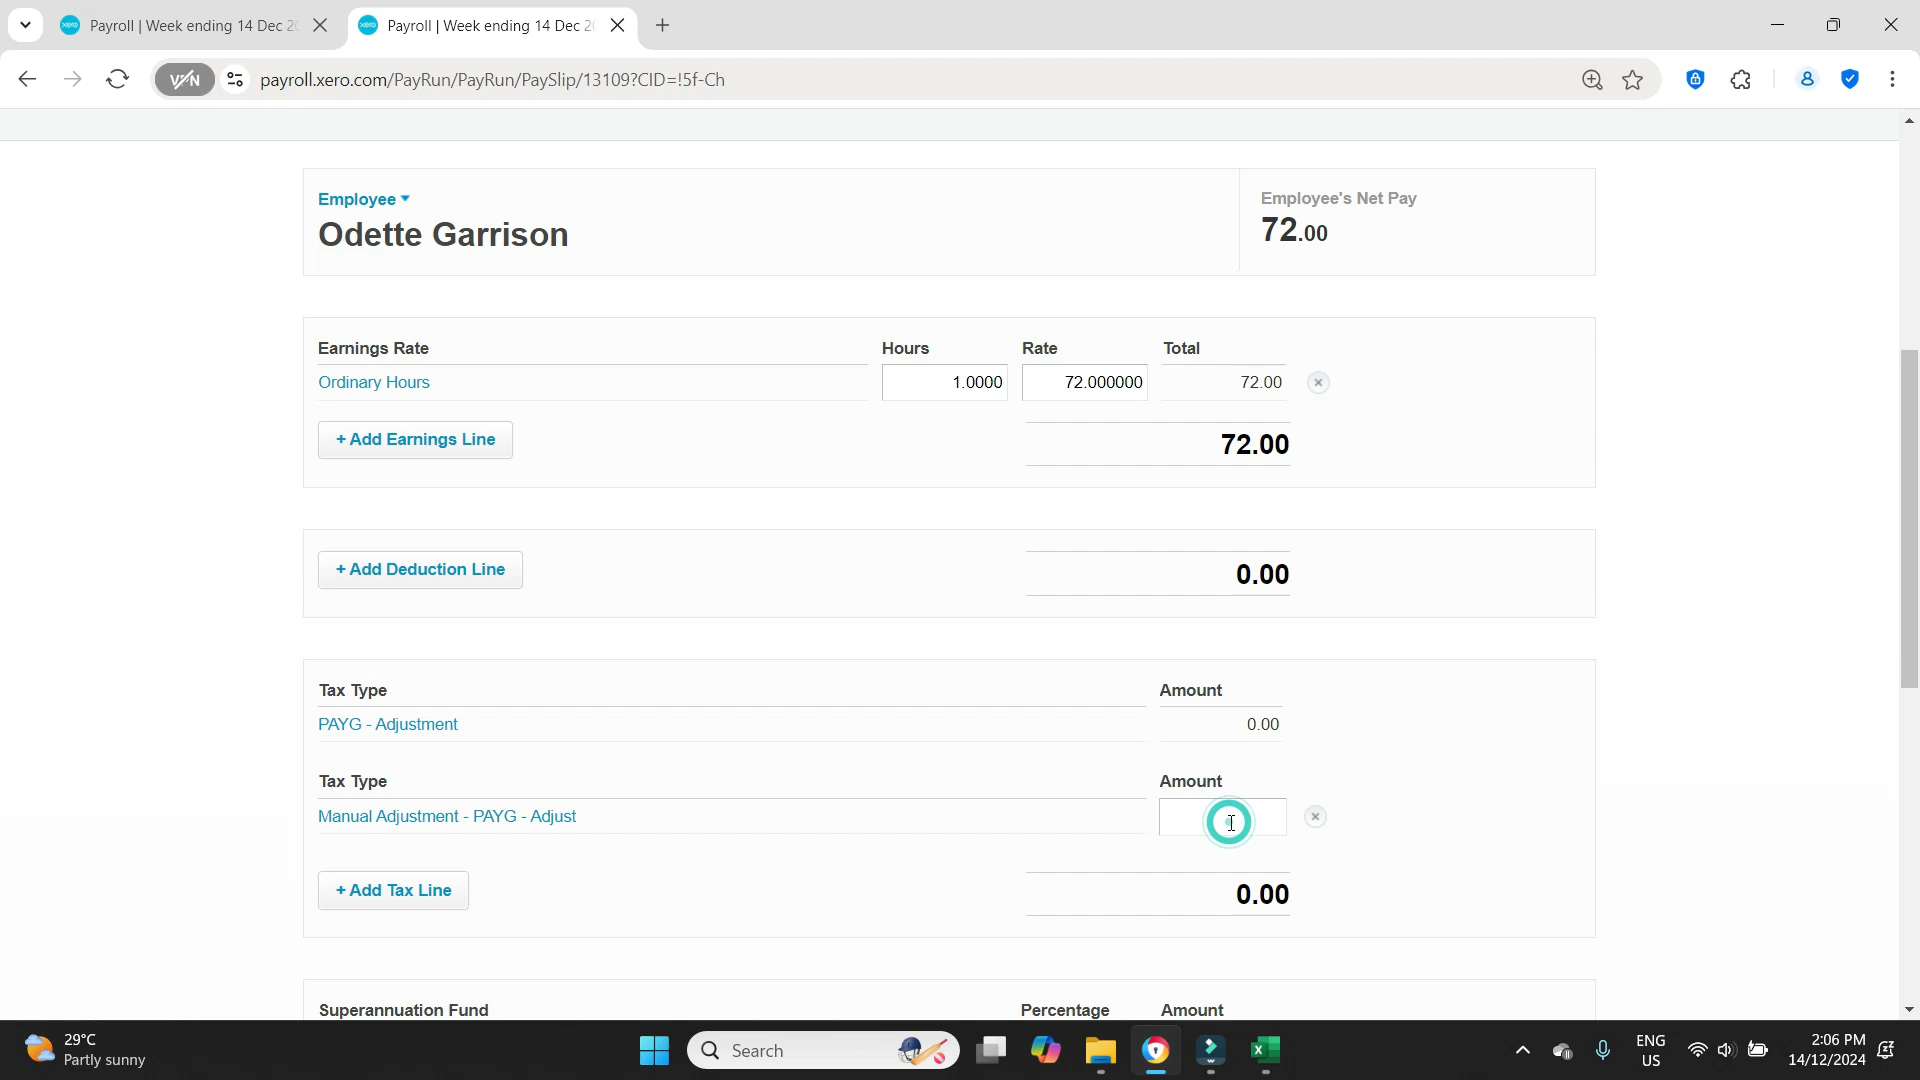 Payroll | Week ending 14 Dec 20
Payroll | Week ending 14 Dec 20
VPN
payroll.xero.com/PayRun/PayRun/PaySlip/13109?CID=!5f-Ch
Employee
Odette Garrison
Employee's Net Pay
72.00
Earnings Rate Hours Rate Total
Ordinary Hours 1.0000 72.000000 72.00
+ Add Earnings Line 72.00
+ Add Deduction Line 0.00
Tax Type Amount
PAYG - Adjustment 0.00
Tax Type Amount
Manual Adjustment - PAYG - Adjust
+ Add Tax Line 0.00
Superannuation Fund Percentage Amount
29°C
Partly sunny
Search
ENG
US
2:06 PM
14/12/2024